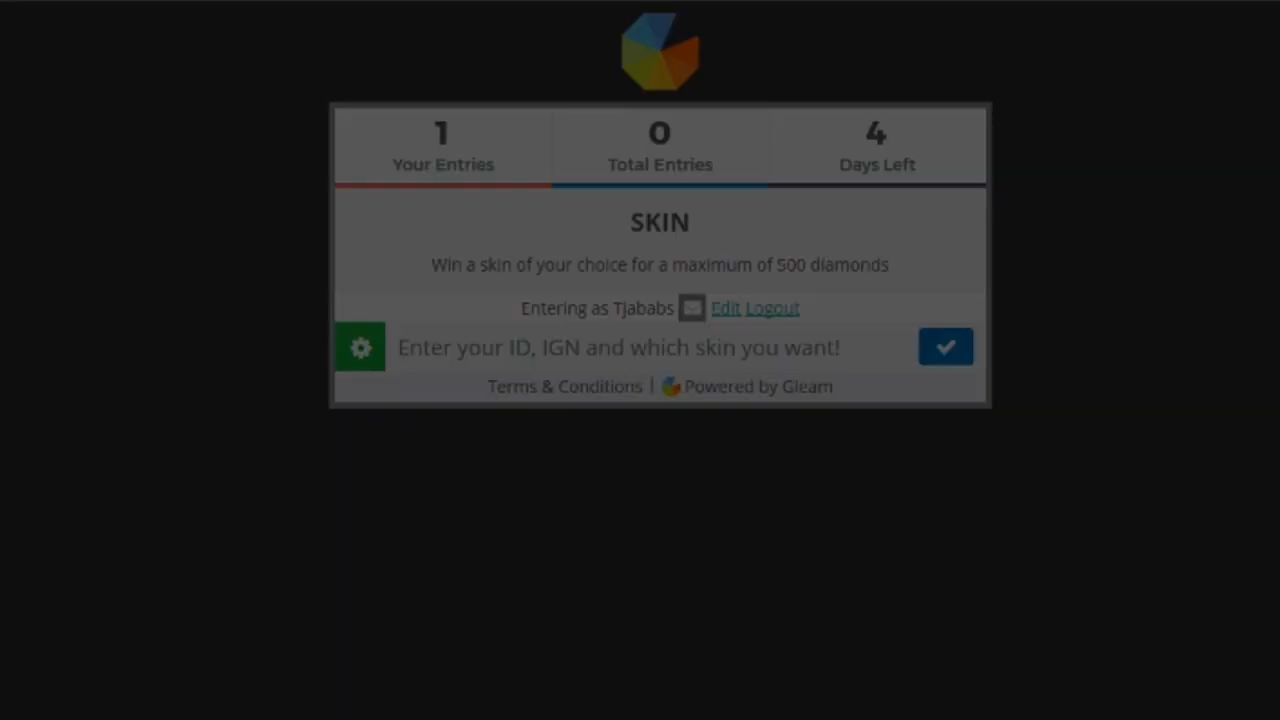 1 0 4
Your Entries Total Entries Days Left
SKIN
Win a skin of your choice for a maximum of 500 diamonds
Entering as Tjababs Edit Logout
Enter your ID, IGN and which skin you want!
Terms & Conditions | Powered by Gleam